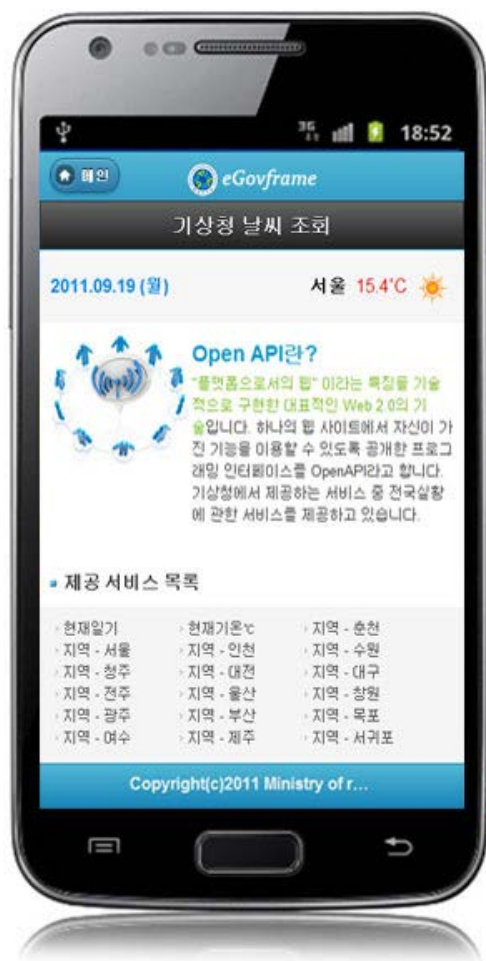 3G
18:52
메인
eGovframe
기상청 날씨 조회
2011.09.19 (월) 서울 15.4℃
Open API란?
"플랫폼으로서의 웹" 이라는 특징을 기술
적으로 구현한 대표적인 Web 2.0의 기
술입니다. 하나의 웹 사이트에서 자신이 가
진 기능을 이용할 수 있도록 공개한 프로그
래밍 인터페이스를 OpenAPI라고 합니다.
기상청에서 제공하는 서비스 중 전국실황
에 관한 서비스를 제공하고 있습니다.
제공 서비스 목록
현재일기 현재기온℃ 지역 - 춘천
지역 - 서울 지역 - 인천 지역 - 수원
지역 - 청주 지역 - 대전 지역 - 대구
지역 - 전주 지역 - 울산 지역 - 창원
지역 - 광주 지역 - 부산 지역 - 목포
지역 - 여수 지역 - 제주 지역 - 서귀포
Copyright(c)2011 Ministry of r...